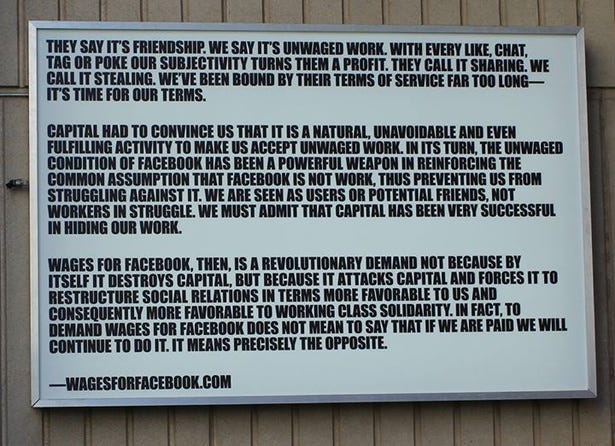 THEY SAY IT'S FRIENDSHIP. WE SAY IT'S UNWAGED WORK. WITH EVERY LIKE, CHAT,
TAG OR POKE OUR SUBJECTIVITY TURNS THEM A PROFIT. THEY CALL IT SHARING. WE
CALL IT STEALING. WE'VE BEEN BOUND BY THEIR TERMS OF SERVICE FAR TOO LONG—
IT'S TIME FOR OUR TERMS.
CAPITAL HAD TO CONVINCE US THAT IT IS A NATURAL, UNAVOIDABLE AND EVEN
FULFILLING ACTIVITY TO MAKE US ACCEPT UNWAGED WORK. IN ITS TURN, THE UNWAGED
CONDITION OF FACEBOOK HAS BEEN A POWERFUL WEAPON IN REINFORCING THE
COMMON ASSUMPTION THAT FACEBOOK IS NOT WORK, THUS PREVENTING US FROM
STRUGGLING AGAINST IT. WE ARE SEEN AS USERS OR POTENTIAL FRIENDS, NOT
WORKERS IN STRUGGLE. WE MUST ADMIT THAT CAPITAL HAS BEEN VERY SUCCESSFUL
IN HIDING OUR WORK.
WAGES FOR FACEBOOK, THEN, IS A REVOLUTIONARY DEMAND NOT BECAUSE BY
ITSELF IT DESTROYS CAPITAL, BUT BECAUSE IT ATTACKS CAPITAL AND FORCES IT TO
RESTRUCTURE SOCIAL RELATIONS IN TERMS MORE FAVORABLE TO US AND
CONSEQUENTLY MORE FAVORABLE TO WORKING CLASS SOLIDARITY. IN FACT, TO
DEMAND WAGES FOR FACEBOOK DOES NOT MEAN TO SAY THAT IF WE ARE PAID WE WILL
CONTINUE TO DO IT. IT MEANS PRECISELY THE OPPOSITE.
—WAGESFORFACEBOOK.COM